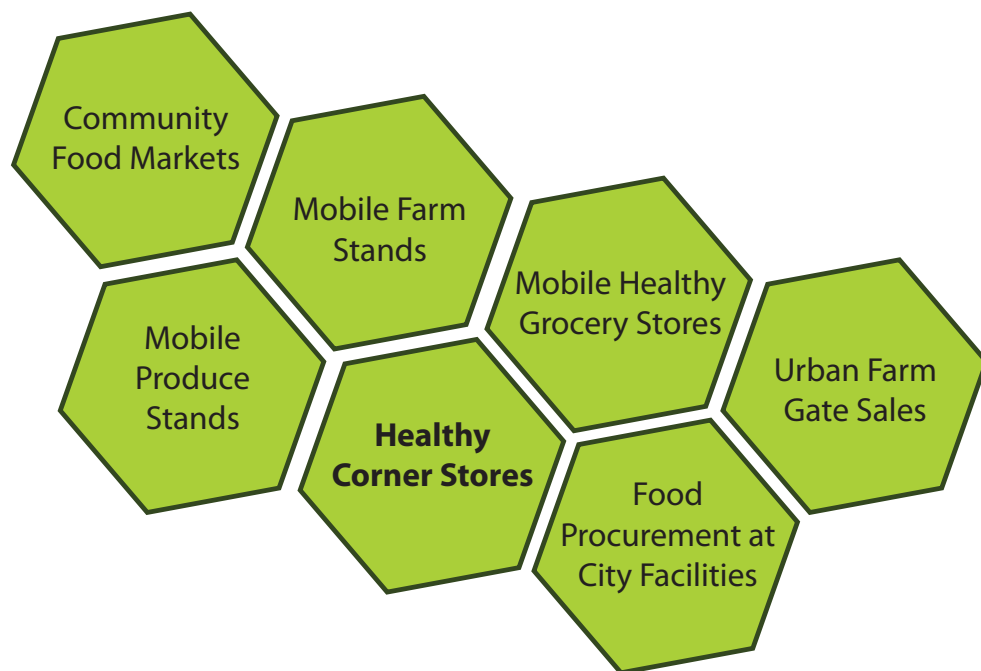 Community
Food Markets
Mobile Farm
Stands
Mobile Healthy
Grocery Stores
Urban Farm
Gate Sales
Mobile
Produce
Stands
Healthy
Corner Stores
Food
Procurement at
City Facilities